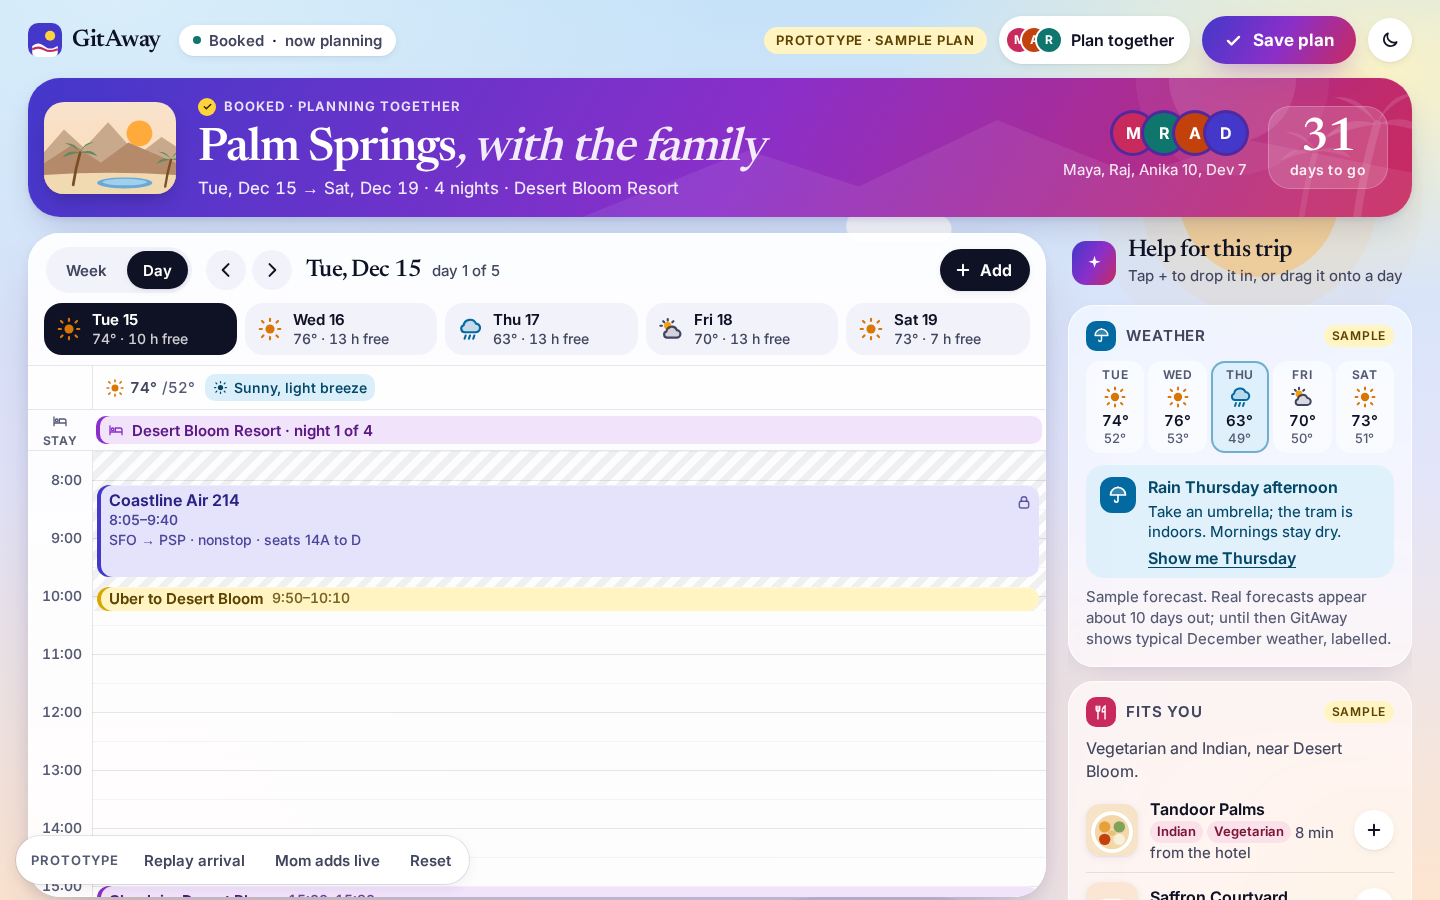 GitAway
Booked · now planning
PROTOTYPE · SAMPLE PLAN
A R
Plan together
Save plan
BOOKED · PLANNING TOGETHER
Palm Springs, with the family
Tue, Dec 15 → Sat, Dec 19 · 4 nights · Desert Bloom Resort
M R A D
Maya, Raj, Anika 10, Dev 7
31
days to go
Week
Day
Tue, Dec 15 day 1 of 5
+ Add
Tue 15
74° · 10 h free
Wed 16
76° · 13 h free
Thu 17
63° · 13 h free
Fri 18
70° · 13 h free
Sat 19
73° · 7 h free
74° /52°
Sunny, light breeze
STAY
Desert Bloom Resort · night 1 of 4
8:00
Coastline Air 214
8:05–9:40
SFO → PSP · nonstop · seats 14A to D
9:00
10:00
Uber to Desert Bloom 9:50–10:10
11:00
12:00
13:00
14:00
15:00
PROTOTYPE
Replay arrival
Mom adds live
Reset
Help for this trip
Tap + to drop it in, or drag it onto a day
WEATHER
SAMPLE
TUE
74°
52°
WED
76°
53°
THU
63°
49°
FRI
70°
50°
SAT
73°
51°
Rain Thursday afternoon
Take an umbrella; the tram is
indoors. Mornings stay dry.
Show me Thursday
Sample forecast. Real forecasts appear
about 10 days out; until then GitAway
shows typical December weather, labelled.
FITS YOU
SAMPLE
Vegetarian and Indian, near Desert
Bloom.
Tandoor Palms
Indian Vegetarian 8 min
from the hotel
Saffron Courtyard